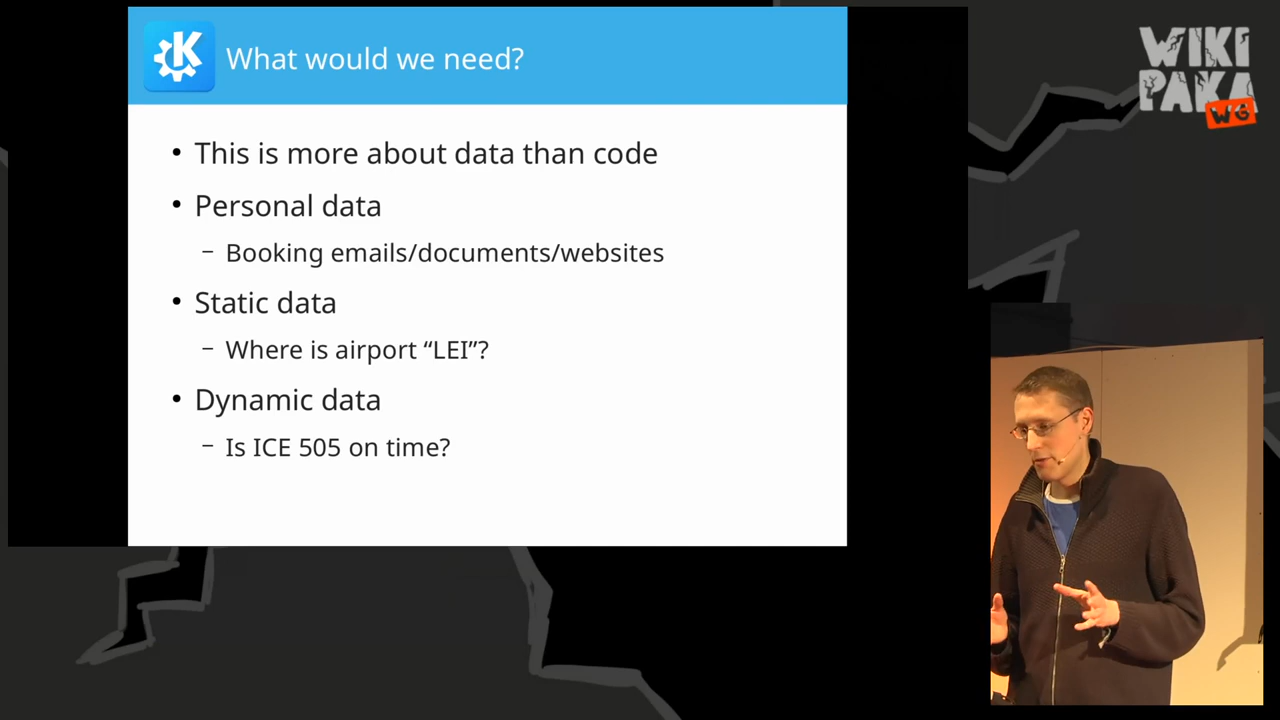 What would we need?
• This is more about data than code
• Personal data
– Booking emails/documents/websites
• Static data
– Where is airport “LEI”?
• Dynamic data
– Is ICE 505 on time?
WIKI
PAKA
WG